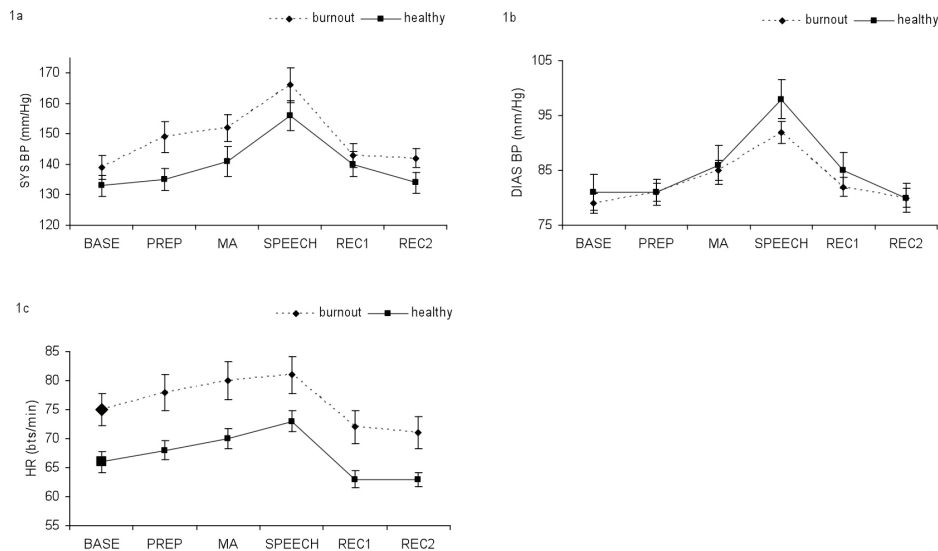 1a
burnout healthy
SYS BP (mm/Hg)
170
160
150
140
130
120
BASE PREP MA SPEECH REC1 REC2
1b
burnout healthy
DIAS BP (mm/Hg)
105
95
85
75
BASE PREP MA SPEECH REC1 REC2
1c
burnout healthy
HR (bts/min)
85
80
75
70
65
60
55
BASE PREP MA SPEECH REC1 REC2